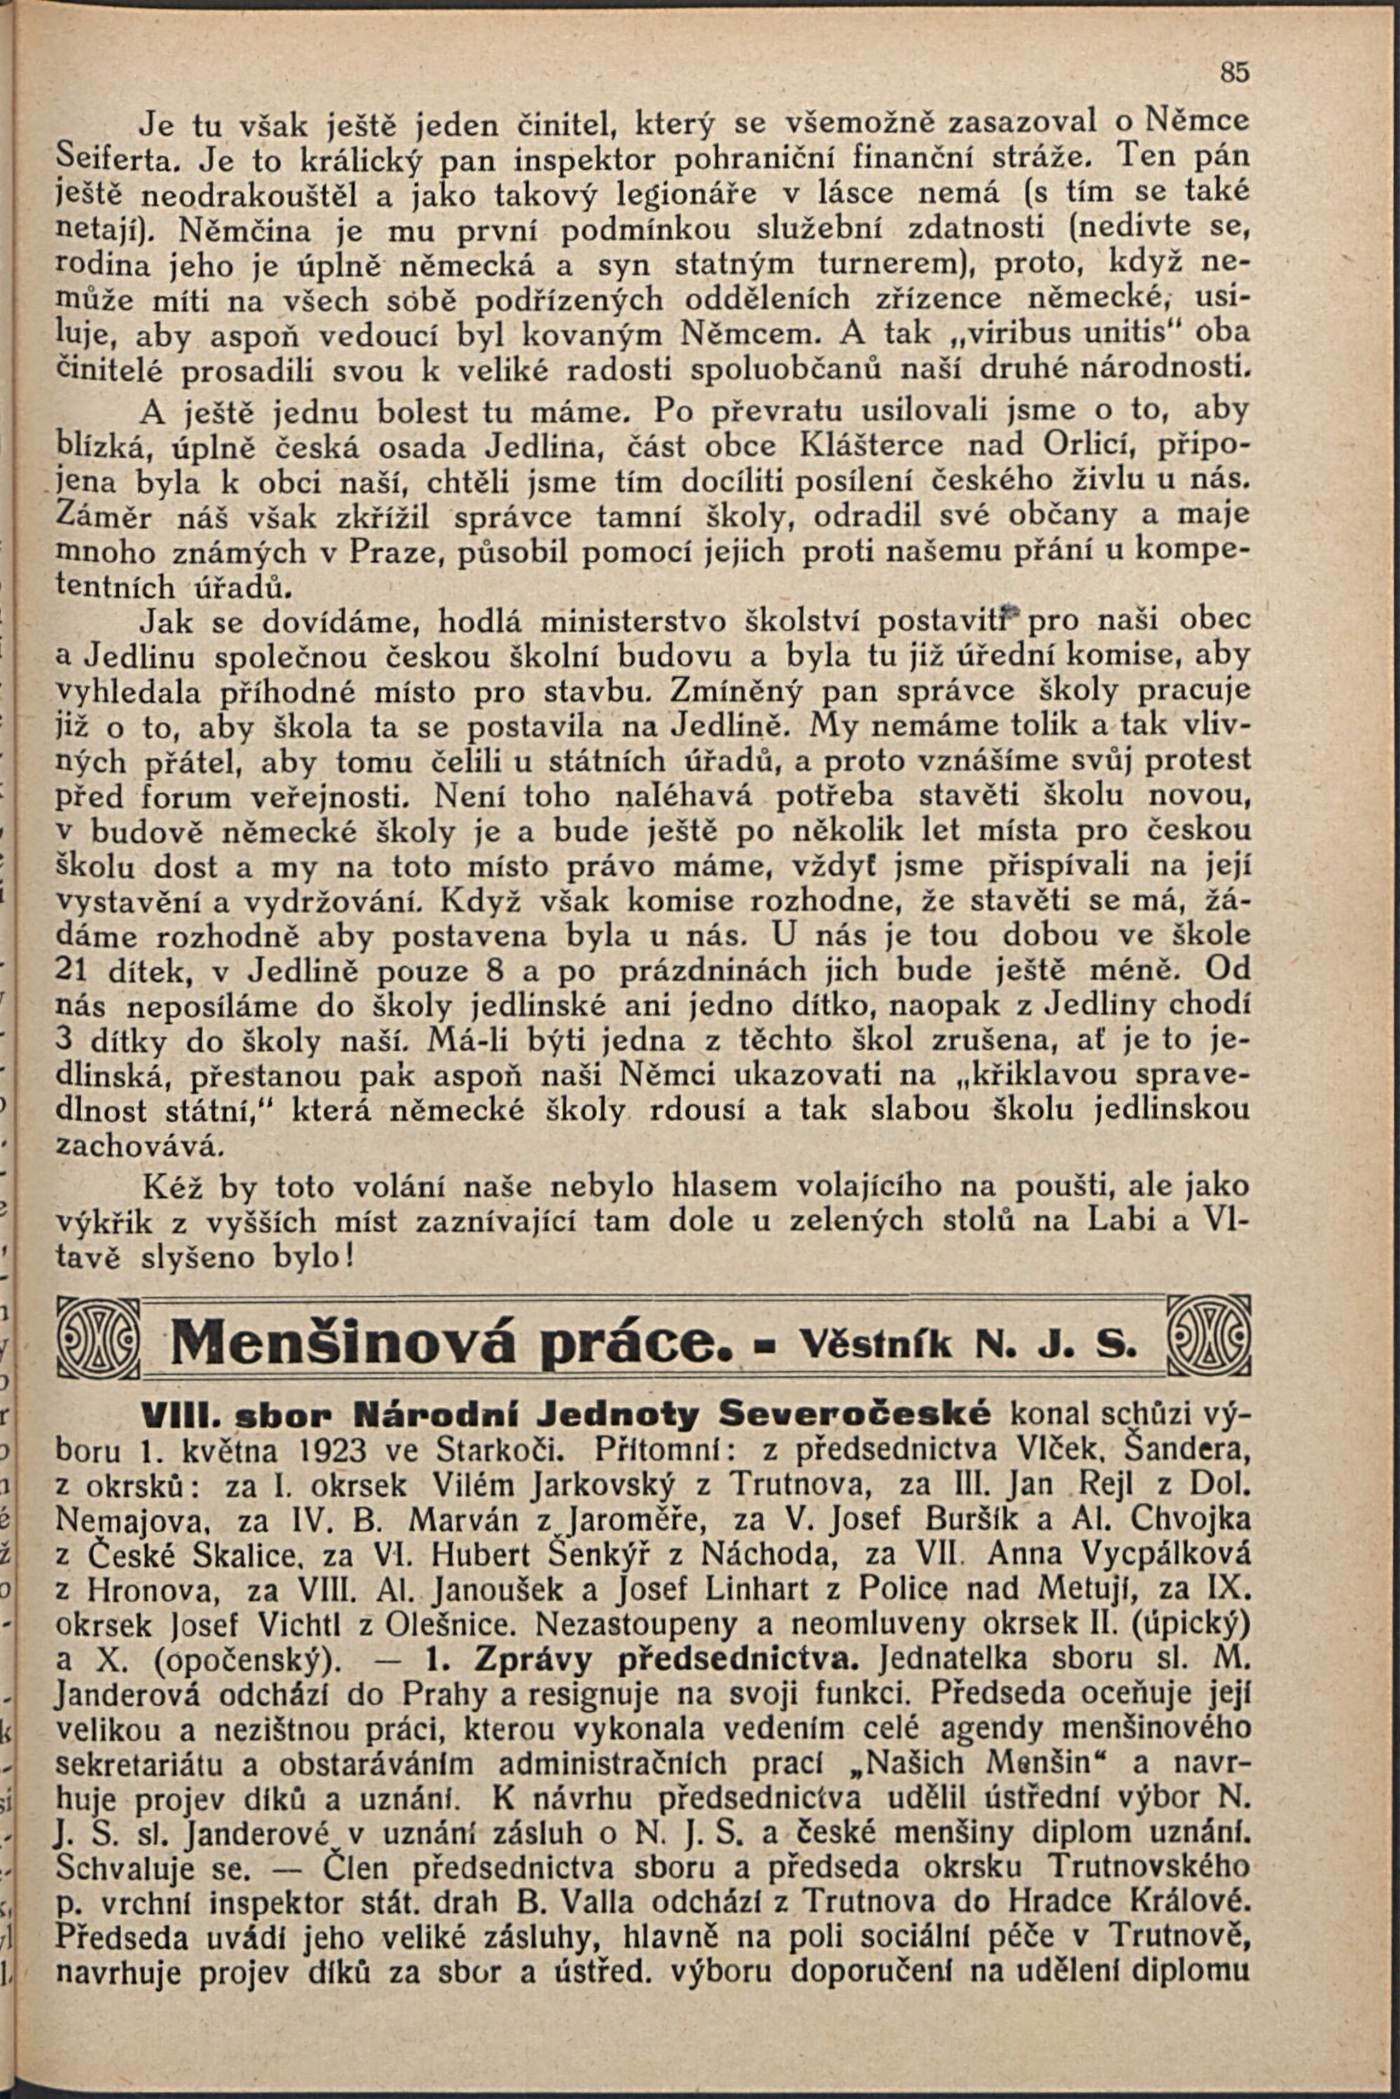 85
Je tu však ještě jeden činitel, který se všemožně zasazoval o Němce
Seiferta. Je to králický pan inspektor pohraniční finanční stráže. Ten pán
ještě neodrakouštěl a jako takový legionáře v lásce nemá (s tím se také
netají). Němčina je mu první podmínkou služební zdatnosti (nedivte se,
rodina jeho je úplně německá a syn statným turnerem), proto, když ne-
může míti na všech sobě podřízených odděleních zřízence německé, usi-
luje, aby aspoň vedoucí byl kovaným Němcem. A tak „viribus unitis“ oba
činitelé prosadili svou k veliké radosti spoluobčanů naší druhé národnosti.
A ještě jednu bolest tu máme. Po převratu usilovali jsme o to, aby
blízká, úplně česká osada Jedlina, část obce Klášterce nad Orlicí, připo-
jena byla k obci naší, chtěli jsme tím docíliti posílení českého živlu u nás.
Záměr náš však zkřížil správce tamní školy, odradil své občany a maje
mnoho známých v Praze, působil pomocí jejich proti našemu přání u kompe-
tentních úřadů.
Jak se dovídáme, hodlá ministerstvo školství postaviti pro naši obec
a Jedlinu společnou českou školní budovu a byla tu již úřední komise, aby
vyhledala příhodné místo pro stavbu. Zmíněný pan správce školy pracuje
již o to, aby škola ta se postavila na Jedlině. My nemáme tolik a tak vliv-
ných přátel, aby tomu čelili u státních úřadů, a proto vznášíme svůj protest
před forum veřejnosti. Není toho naléhavá potřeba stavěti školu novou,
v budově německé školy je a bude ještě po několik let místa pro českou
školu dost a my na toto místo právo máme, vždyť jsme přispívali na její
vystavění a vydržování. Když však komise rozhodne, že stavěti se má, žá-
dáme rozhodně aby postavena byla u nás. U nás je tou dobou ve škole
21 dítek, v Jedlině pouze 8 a po prázdninách jich bude ještě méně. Od
nás neposíláme do školy jedlinské ani jedno dítko, naopak z Jedliny chodí
3 dítky do školy naší. Má-li býti jedna z těchto škol zrušena, ať je to je-
dlinská, přestanou pak aspoň naši Němci ukazovati na „křiklavou sprave-
dlnost státní,“ která německé školy rdousí a tak slabou školu jedlinskou
zachovává.
Kéž by toto volání naše nebylo hlasem volajícího na poušti, ale jako
výkřik z vyšších míst zaznívající tam dole u zelených stolů na Labi a Vl-
tavě slyšeno bylo!
Menšinová práce. - Věstník N. J. S.
VIII. sbor Národní Jednoty Severočeské konal schůzi vý-
boru 1. května 1923 ve Starkoči. Přítomni: z předsednictva Vlček, Šandera,
z okrsků: za I. okrsek Vilém Jarkovský z Trutnova, za III. Jan Rejl z Dol.
Nemajova, za IV. B. Marván z Jaroměře, za V. Josef Buršík a Al. Chvojka
z České Skalice, za VI. Hubert Šenkýř z Náchoda, za VII. Anna Vycpálková
z Hronova, za VIII. Al. Janoušek a Josef Linhart z Police nad Metují, za IX.
okrsek Josef Vichtl z Olešnice. Nezastoupeny a neomluveny okrsek II. (úpický)
a X. (opočenský). — 1. Zprávy předsednictva. Jednatelka sboru sl. M.
Janderová odchází do Prahy a resignuje na svoji funkci. Předseda oceňuje její
velikou a nezištnou práci, kterou vykonala vedením celé agendy menšinového
sekretariátu a obstaráváním administračních prací „Našich Menšin“ a navr-
huje projev díků a uznání. K návrhu předsednictva udělil ústřední výbor N.
J. S. sl. Janderové v uznání zásluh o N. J. S. a české menšiny diplom uznání.
Schvaluje se. — Člen předsednictva sboru a předseda okrsku Trutnovského
p. vrchní inspektor stát. drah B. Valla odchází z Trutnova do Hradce Králové.
Předseda uvádí jeho veliké zásluhy, hlavně na poli sociální péče v Trutnově,
navrhuje projev díků za sbor a ústřed. výboru doporučení na udělení diplomu